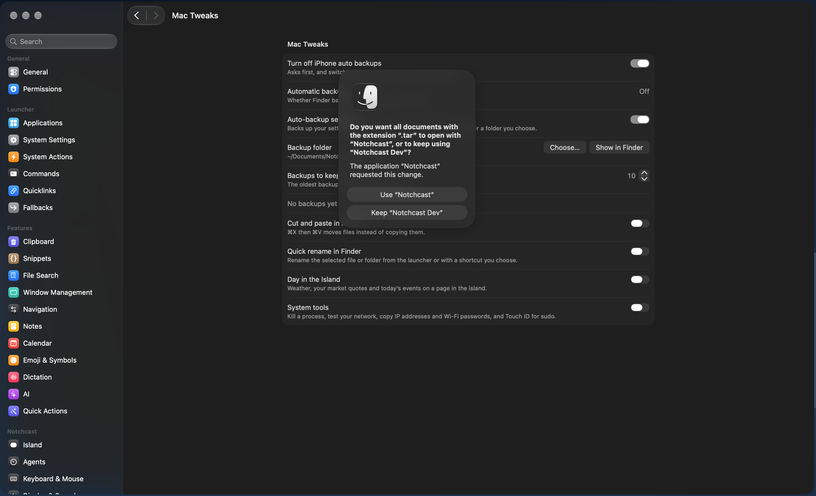 Mac Tweaks
Search
General
General
Permissions
Launcher
Applications
System Settings
System Actions
Commands
Quicklinks
Fallbacks
Features
Clipboard
Snippets
File Search
Window Management
Navigation
Notes
Calendar
Emoji & Symbols
Dictation
AI
Quick Actions
Notchcast
Island
Agents
Keyboard & Mouse
Mac Tweaks
Turn off iPhone auto backups
Asks first, and
Automatic
Off
Whether Finder
Auto-backup
Backs up your
r a folder you choose.
Backup folder
Choose...
Show in Finder
~/Documents/
Backups to keep
10
The oldest backup
No backups yet
Cut and paste in
⌘X then ⌘V moves files instead of copying them.
Quick rename in Finder
Rename the selected file or folder from the launcher or with a shortcut you choose.
Day in the Island
Weather, your market quotes and today's events on a page in the island.
System tools
Kill a process, test your network, copy IP addresses and Wi-Fi passwords, and Touch ID for sudo.
Do you want all documents with
the extension “.tar” to open with
“Notchcast”, or to keep using
“Notchcast Dev”?
The application “Notchcast”
requested this change.
Use “Notchcast”
Keep “Notchcast Dev”